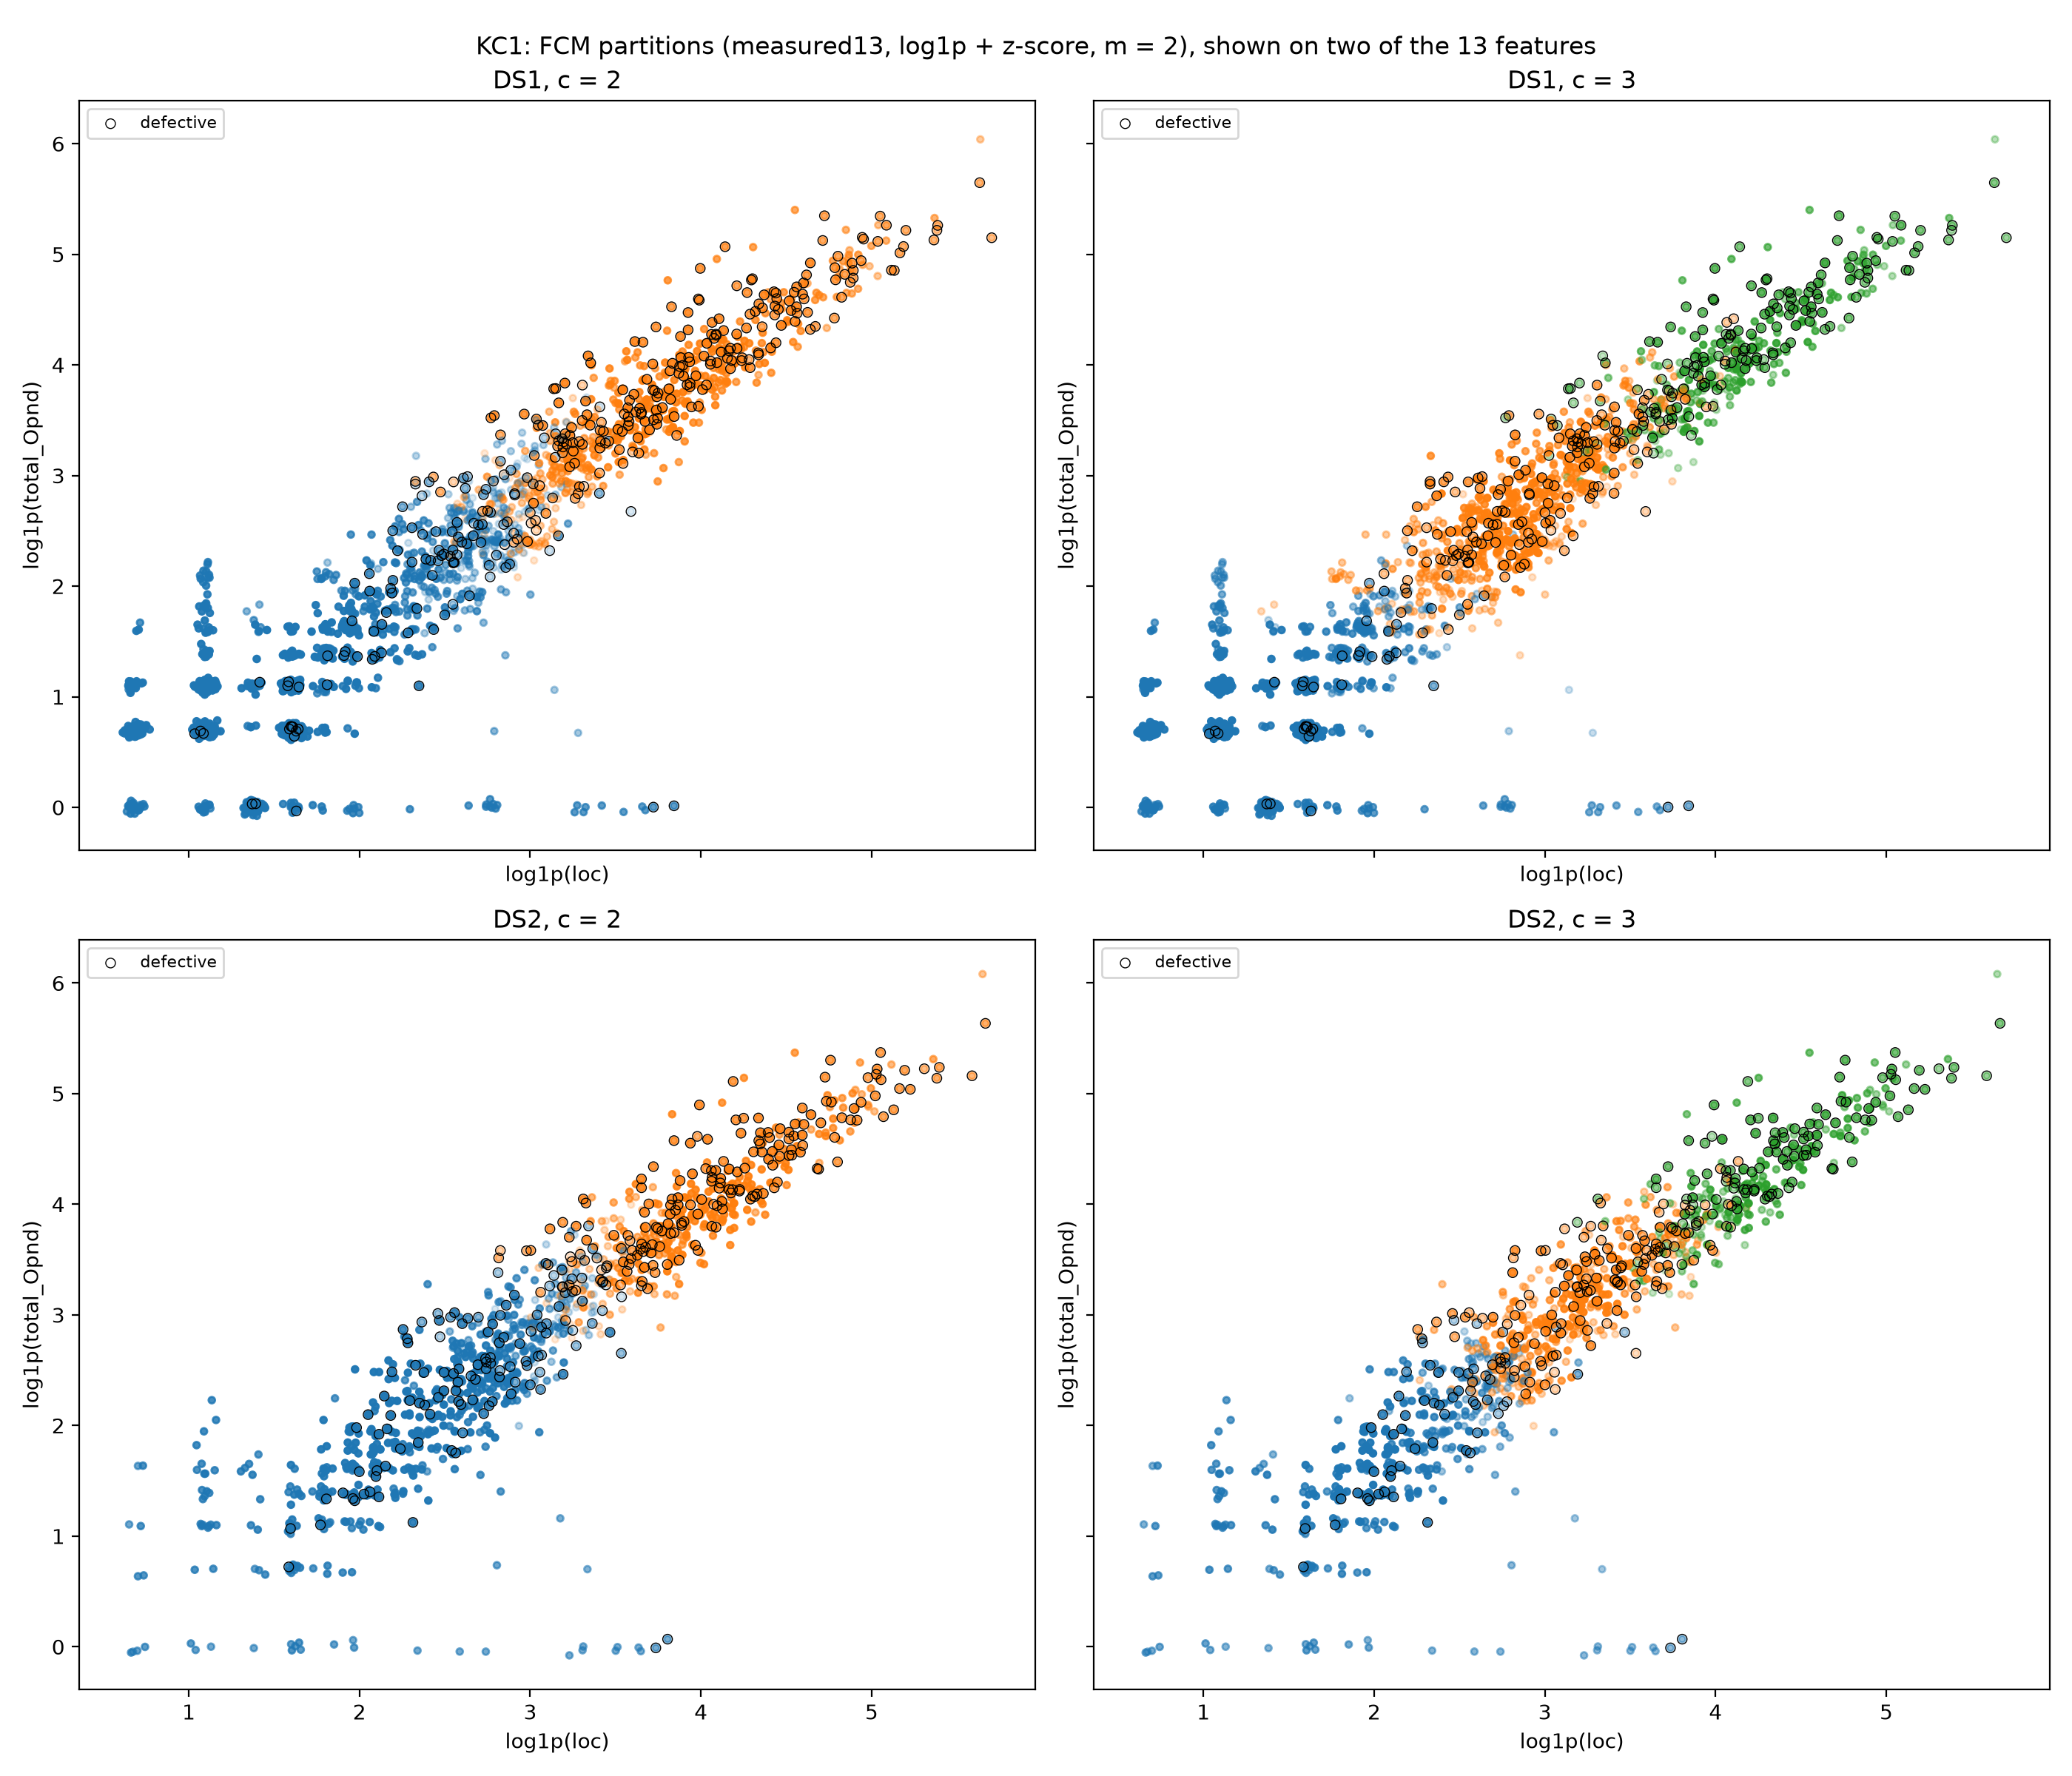 KC1: FCM partitions (measured13, log1p + z-score, m = 2), shown on two of the 13 features
DS1, c = 2
DS1, c = 3
defective
defective
log1p(total_Opnd)
6
5
4
3
2
1
0
log1p(total_Opnd)
log1p(loc)
log1p(loc)
DS2, c = 2
DS2, c = 3
defective
defective
log1p(total_Opnd)
6
5
4
3
2
1
0
log1p(total_Opnd)
1 2 3 4 5
1 2 3 4 5
log1p(loc)
log1p(loc)